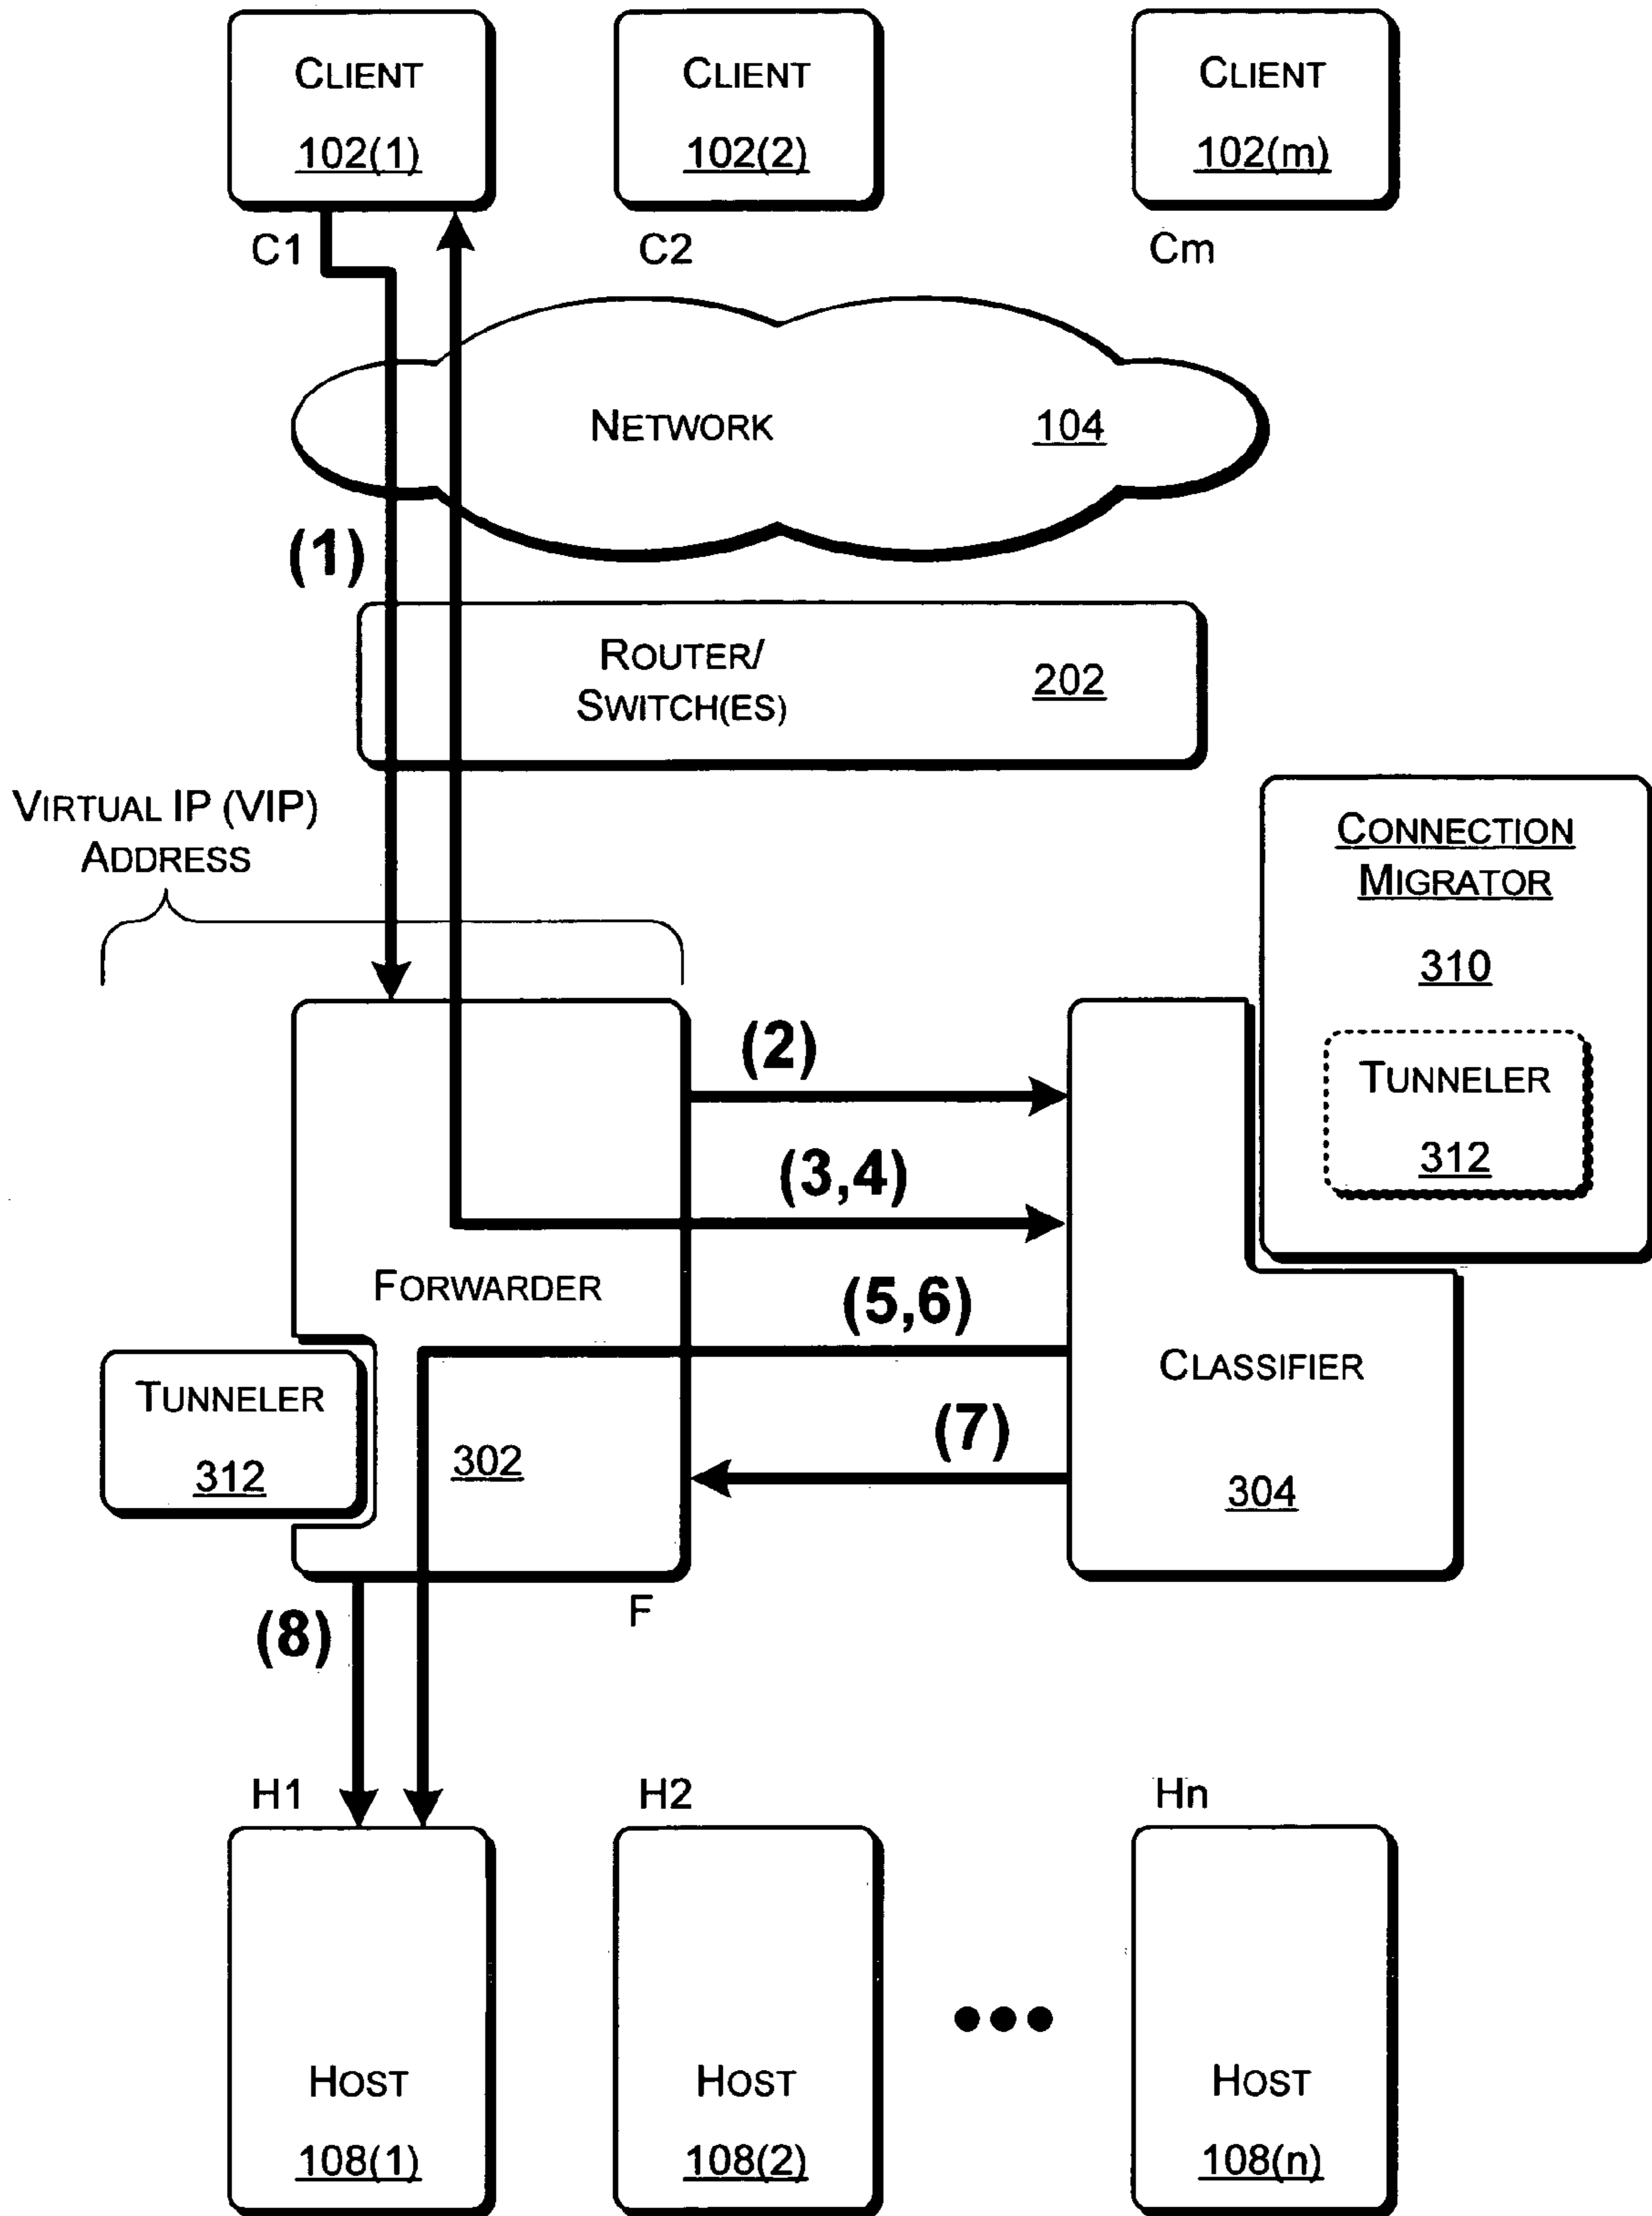 CLIENT
102(1)
CLIENT
102(2)
CLIENT
102(m)
C1
C2
Cm
NETWORK
104
(1)
ROUTER/
SWITCH(ES)
202
VIRTUAL IP (VIP)
ADDRESS
CONNECTION
MIGRATOR
310
TUNNELER
312
(2)
(3,4)
FORWARDER
(5,6)
CLASSIFIER
TUNNELER
312
302
(7)
304
F
(8)
H1
H2
Hn
HOST
108(1)
HOST
108(2)
HOST
108(n)